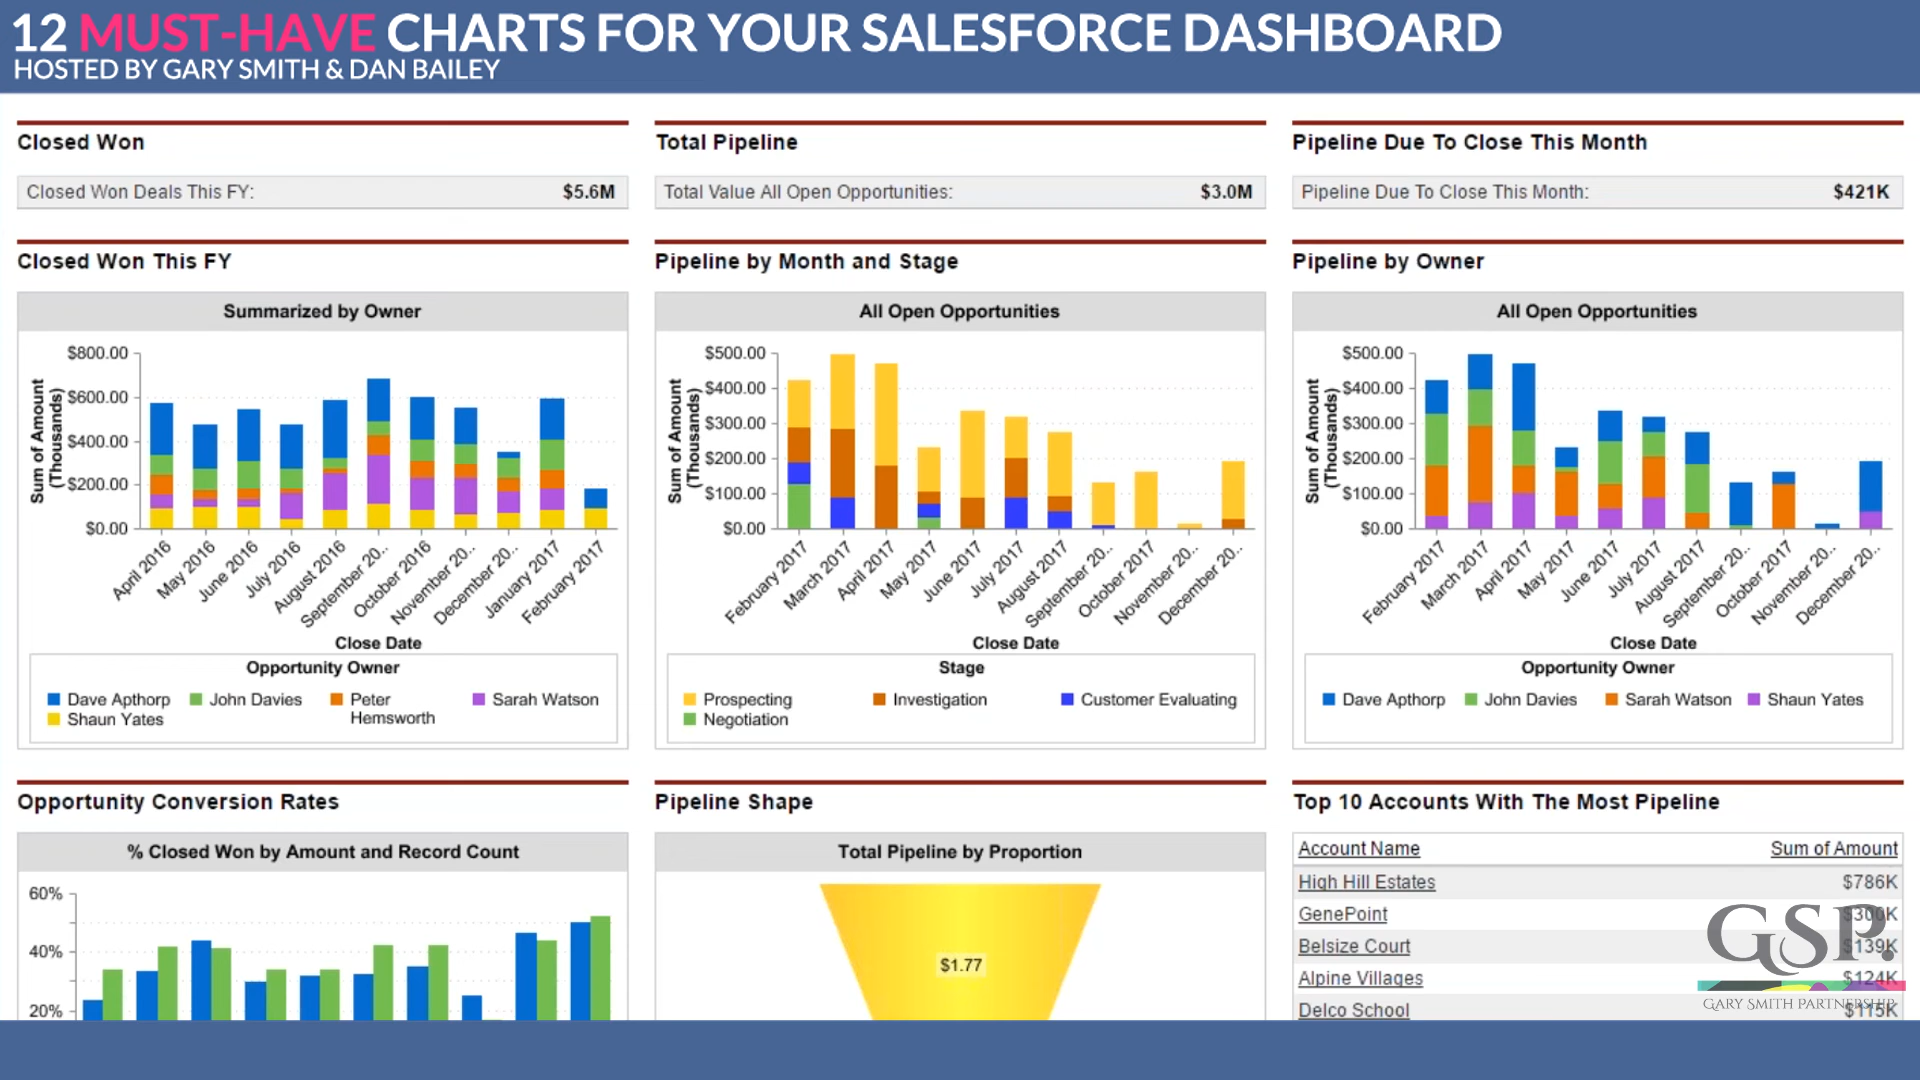 12 MUST-HAVE CHARTS FOR YOUR SALESFORCE DASHBOARD
HOSTED BY GARY SMITH & DAN BAILEY
Closed Won
Closed Won Deals This FY: $5.6M
Total Pipeline
Total Value All Open Opportunities: $3.0M
Pipeline Due To Close This Month
Pipeline Due To Close This Month: $421K
Closed Won This FY
Summarized by Owner
Sum of Amount
(Thousands)
$800.00
$600.00
$400.00
$200.00
$0.00
April 2016
May 2016
June 2016
July 2016
August 2016
September 20..
October 2016
November 20..
December 20..
January 2017
February 2017
Close Date
Opportunity Owner
Dave Apthorp
John Davies
Peter
Hemsworth
Sarah Watson
Shaun Yates
Pipeline by Month and Stage
All Open Opportunities
Sum of Amount
(Thousands)
$500.00
$400.00
$300.00
$200.00
$100.00
$0.00
February 2017
March 2017
April 2017
May 2017
June 2017
July 2017
August 2017
September 20..
October 2017
November 20..
December 20..
Close Date
Stage
Prospecting
Investigation
Customer Evaluating
Negotiation
Pipeline by Owner
All Open Opportunities
Sum of Amount
(Thousands)
$500.00
$400.00
$300.00
$200.00
$100.00
$0.00
February 2017
March 2017
April 2017
May 2017
June 2017
July 2017
August 2017
September 20..
October 2017
November 20..
December 20..
Close Date
Opportunity Owner
Dave Apthorp
John Davies
Sarah Watson
Shaun Yates
Opportunity Conversion Rates
% Closed Won by Amount and Record Count
60%
40%
20%
Pipeline Shape
Total Pipeline by Proportion
$1.77
Top 10 Accounts With The Most Pipeline
Account Name Sum of Amount
High Hill Estates $786K
GenePoint $300K
Belsize Court $139K
Alpine Villages $124K
Delco School $115K
GSP.
GARY SMITH PARTNERSHIP